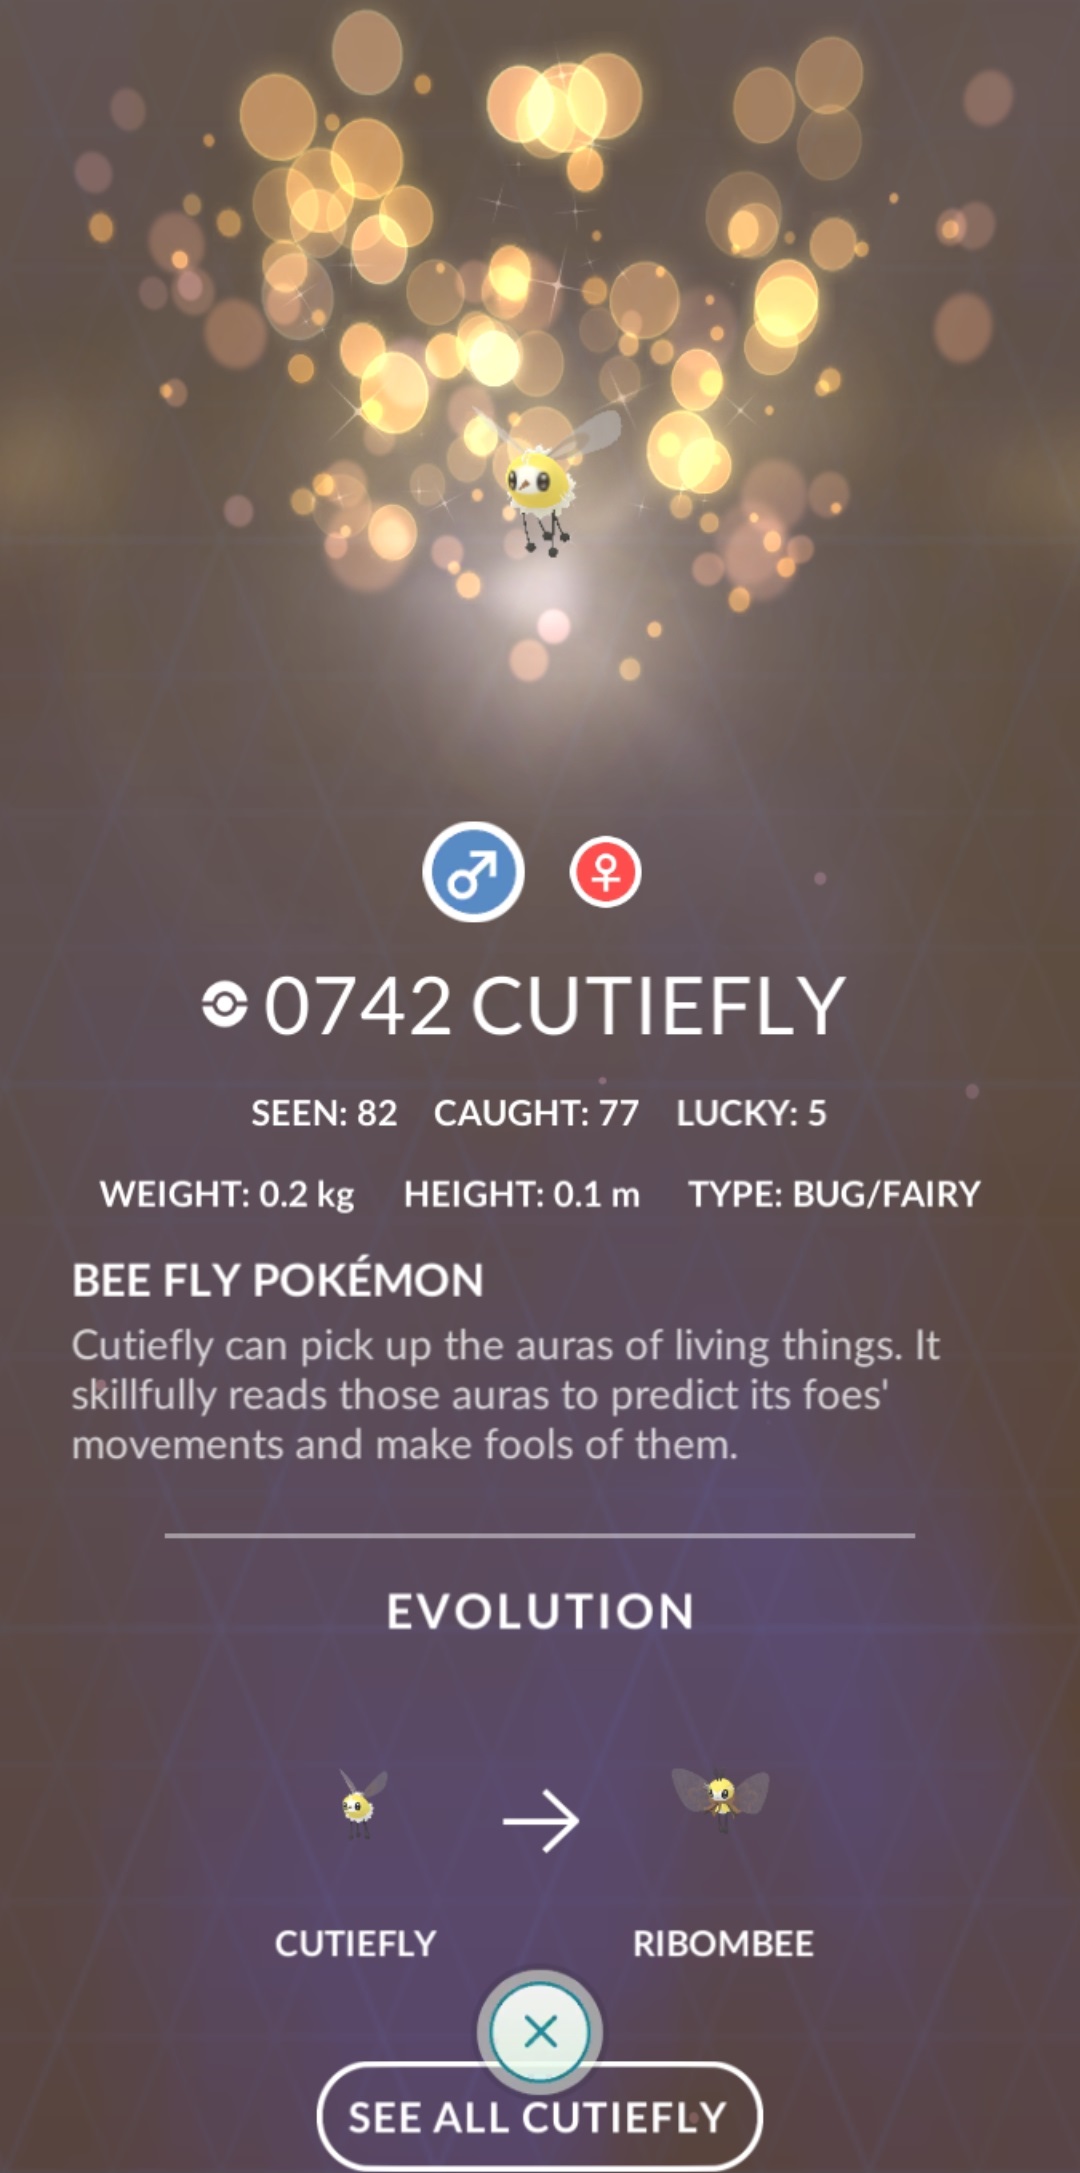 0742 CUTIEFLY
SEEN: 82 CAUGHT: 77 LUCKY: 5
WEIGHT: 0.2 kg HEIGHT: 0.1 m TYPE: BUG/FAIRY
BEE FLY POKÉMON
Cutiefly can pick up the auras of living things. It
skillfully reads those auras to predict its foes'
movements and make fools of them.
EVOLUTION
CUTIEFLY RIBOMBEE
SEE ALL CUTIEFLY